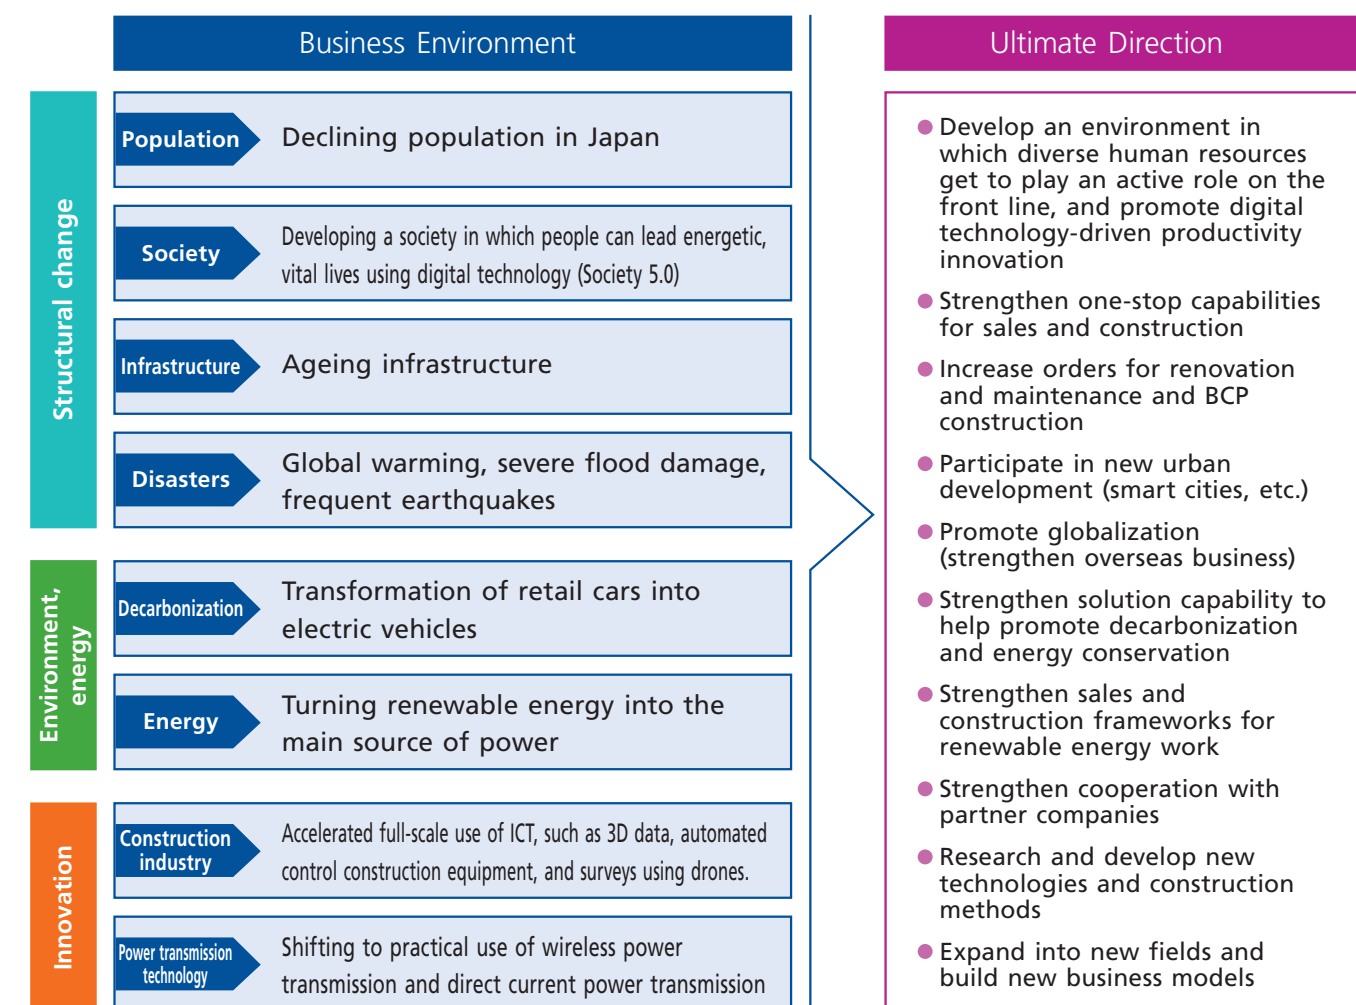 Business Environment
Structural change
Population
Declining population in Japan
Society
Developing a society in which people can lead energetic,
vital lives using digital technology (Society 5.0)
Infrastructure
Ageing infrastructure
Disasters
Global warming, severe flood damage,
frequent earthquakes
Environment,
energy
Decarbonization
Transformation of retail cars into
electric vehicles
Energy
Turning renewable energy into the
main source of power
Innovation
Construction
industry
Accelerated full-scale use of ICT, such as 3D data, automated
control construction equipment, and surveys using drones.
Power transmission
technology
Shifting to practical use of wireless power
transmission and direct current power transmission
Ultimate Direction
● Develop an environment in
which diverse human resources
get to play an active role on the
front line, and promote digital
technology-driven productivity
innovation
● Strengthen one-stop capabilities
for sales and construction
● Increase orders for renovation
and maintenance and BCP
construction
● Participate in new urban
development (smart cities, etc.)
● Promote globalization
(strengthen overseas business)
● Strengthen solution capability to
help promote decarbonization
and energy conservation
● Strengthen sales and
construction frameworks for
renewable energy work
● Strengthen cooperation with
partner companies
● Research and develop new
technologies and construction
methods
● Expand into new fields and
build new business models